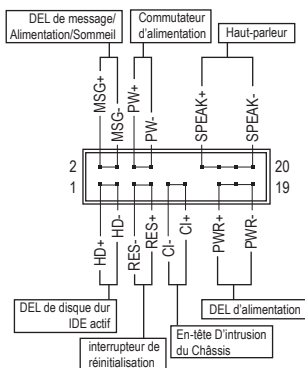 DEL de message/
Alimentation/Sommeil
Commutateur
d'alimentation
Haut-parleur
MSG+
MSG-
PW+
PW-
SPEAK+
SPEAK-
2
20
1
19
HD+
HD-
RES-
RES+
CI-
CI+
PWR+
PWR-
DEL de disque dur
IDE actif
DEL d'alimentation
interrupteur de
réinitialisation
En-tête D'intrusion
du Châssis